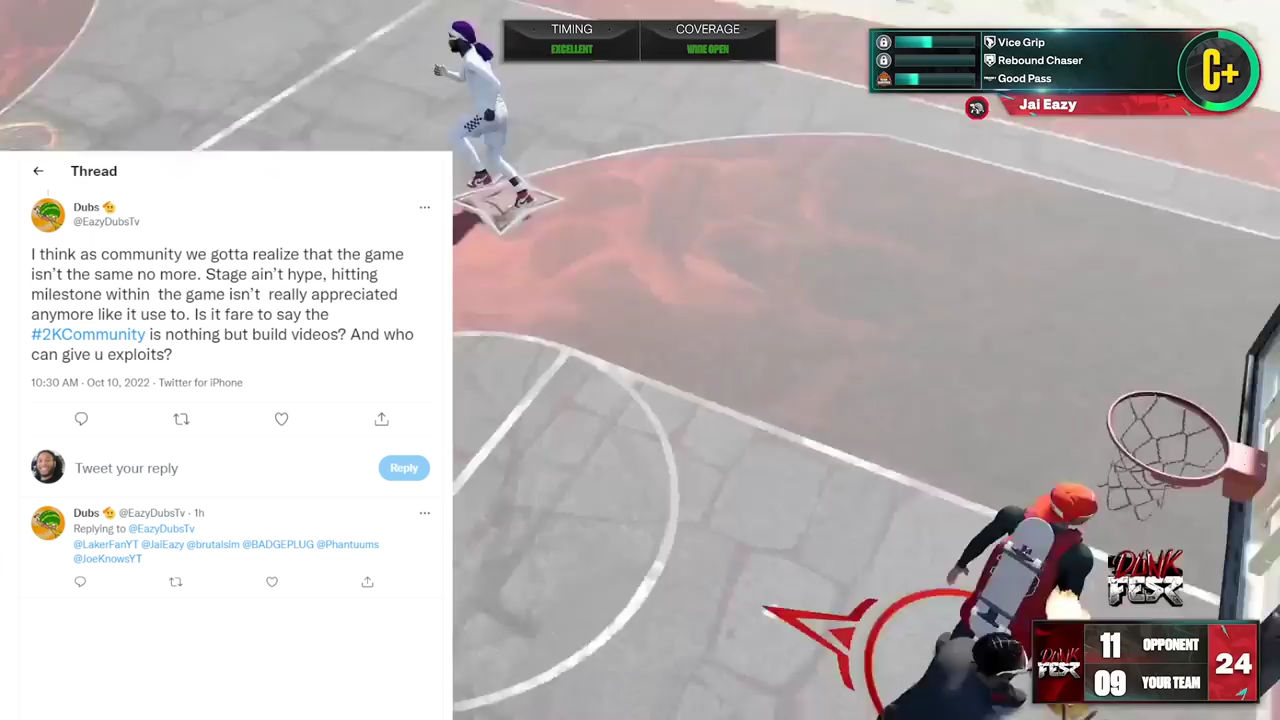 TIMING
COVERAGE
EXCELLENT
WIDE OPEN
Vice Grip
Rebound Chaser
Good Pass
C+
Jai Eazy
Thread
Dubs
@EazyDubsTv
I think as community we gotta realize that the game
isn't the same no more. Stage ain't hype, hitting
milestone within the game isn't really appreciated
anymore like it use to. Is it fare to say the
#2KCommunity is nothing but build videos? And who
can give u exploits?
10:30 AM · Oct 10, 2022 · Twitter for iPhone
Tweet your reply
Reply
Dubs @EazyDubsTv · 1h
Replying to @EazyDubsTv
@LakerFanYT @JaiEazy @brutalsim @BADGEPLUG @Phantuums
@JoeKnowsYT
DUNK
FEST
DUNK
FEST
11 OPPONENT
09 YOUR TEAM
24